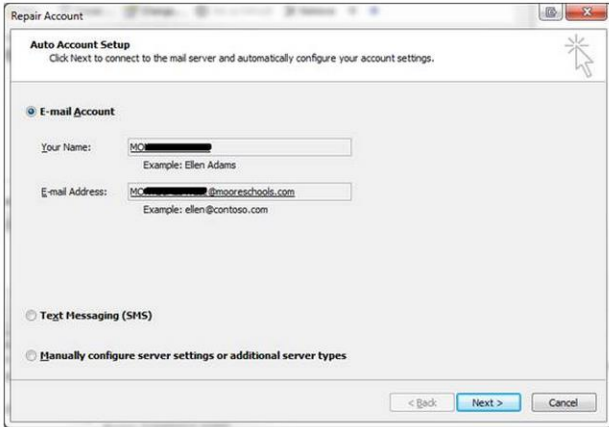 Repair Account
Auto Account Setup
Click Next to connect to the mail server and automatically configure your account settings.
E-mail Account
Your Name: MO
Example: Ellen Adams
E-mail Address: MO @mooreschools.com
Example: ellen@contoso.com
Text Messaging (SMS)
Manually configure server settings or additional server types
< Back Next > Cancel